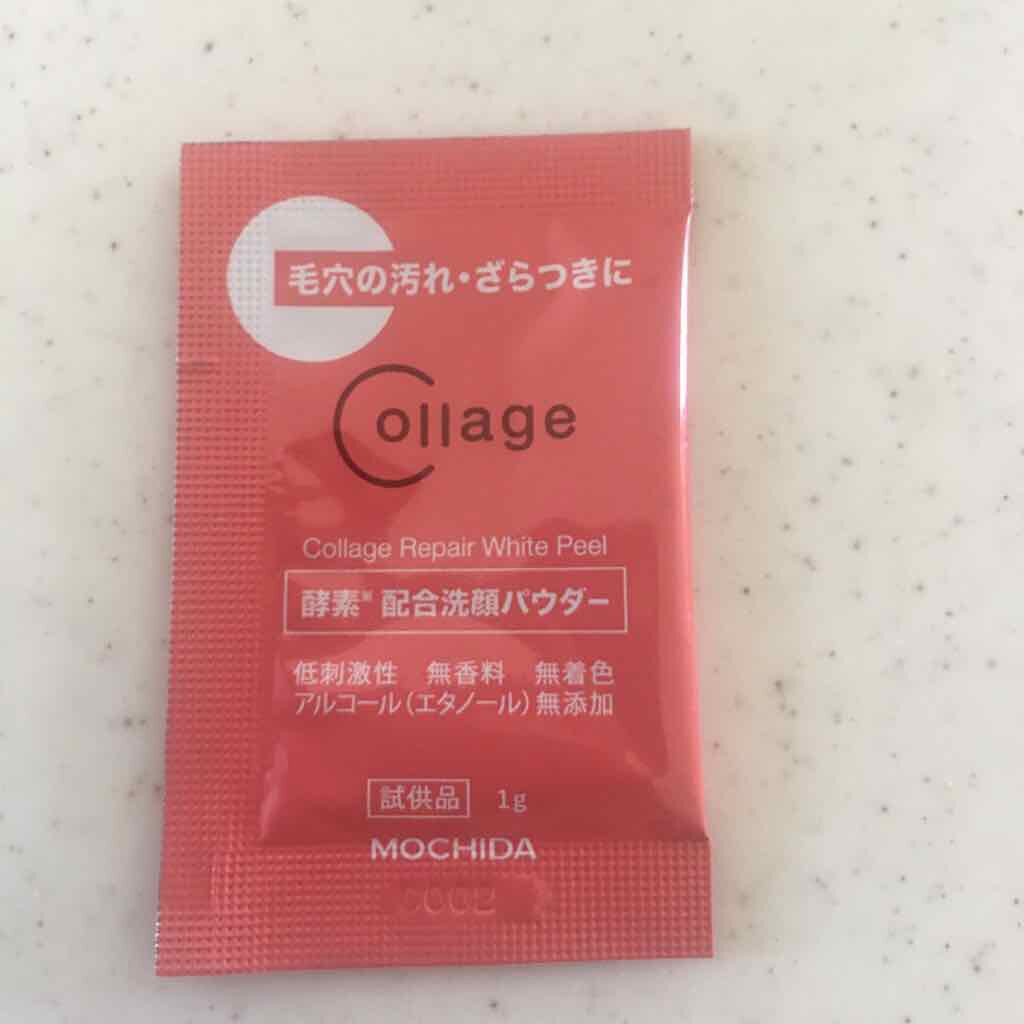 毛穴の汚れ・ざらつきに
Collage
Collage Repair White Peel
酵素※ 配合洗顔パウダー
低刺激性 無香料 無着色
アルコール(エタノール)無添加
試供品 1g
MOCHIDA